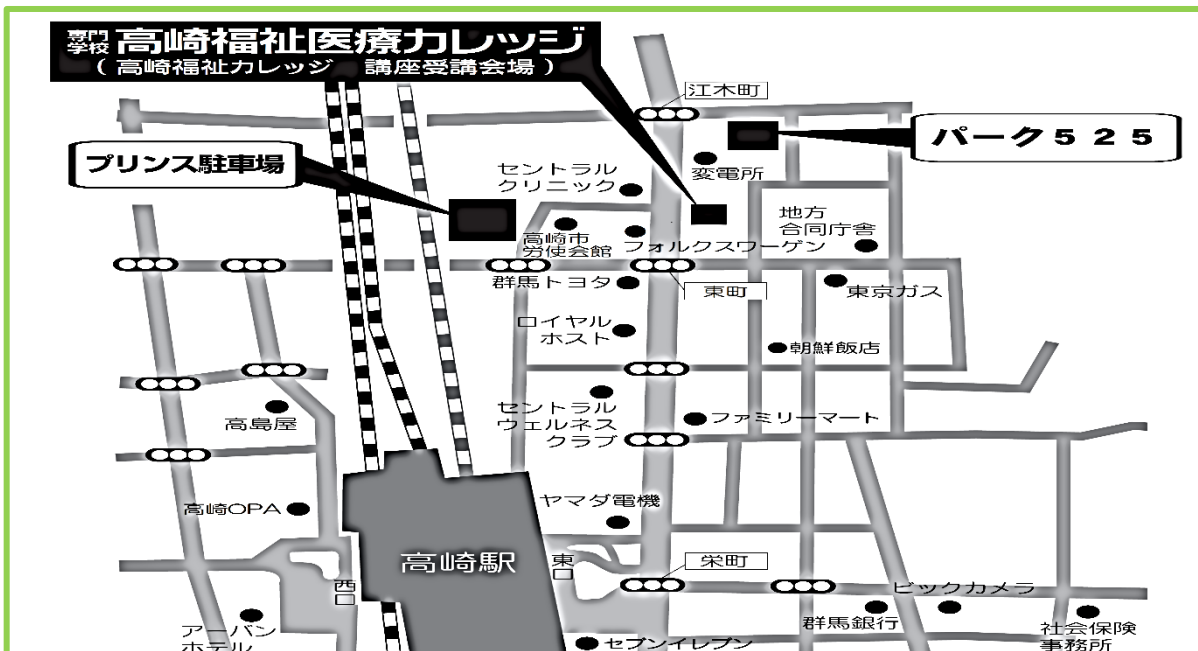 専門学校 高崎福祉医療カレッジ
( 高崎福祉カレッジ 講座受講会場 )
江木町
パーク525
プリンス駐車場
セントラル
クリニック
変電所
地方
合同庁舎
高崎市
労使会館
フォルクスワーゲン
群馬トヨタ
東町
東京ガス
ロイヤル
ホスト
朝鮮飯店
高島屋
セントラル
ウェルネス
クラブ
ファミリーマート
高崎OPA
ヤマダ電機
高崎駅
東口
西口
栄町
ビックカメラ
群馬銀行
社会保険
事務所
アーバン
ホテル
セブンイレブン